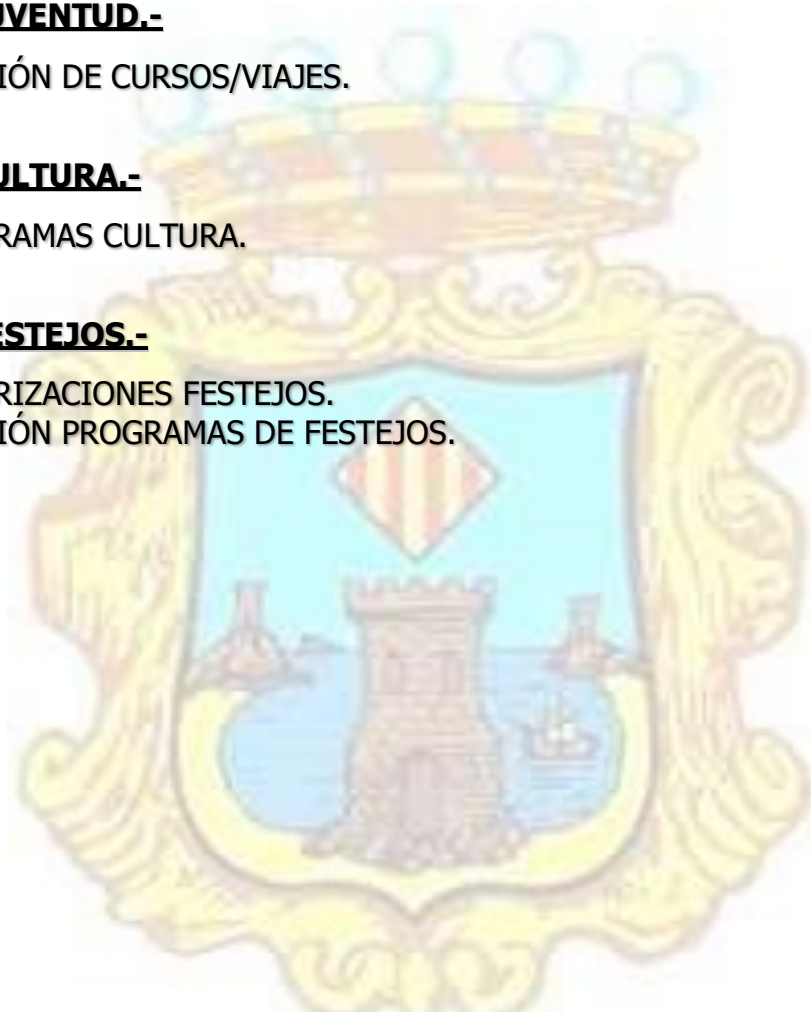 UVENTUD.-
IÓN DE CURSOS/VIAJES.
ULTURA.-
RAMAS CULTURA.
ESTEJOS.-
RIZACIONES FESTEJOS.
IÓN PROGRAMAS DE FESTEJOS.